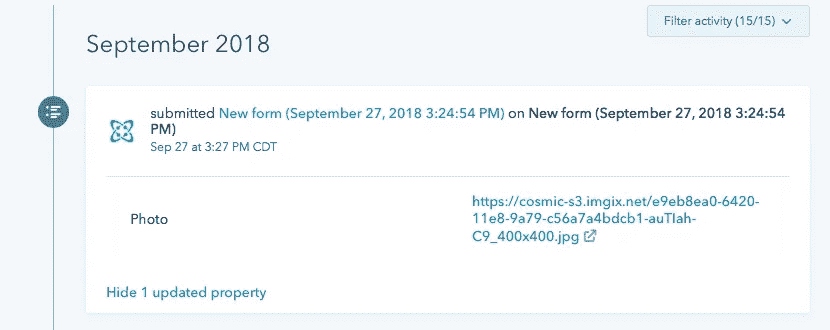 Filter activity (15/15)
September 2018
submitted New form (September 27, 2018 3:24:54 PM) on New form (September 27, 2018 3:24:54
PM)
Sep 27 at 3:27 PM CDT
Photo
https://cosmic-s3.imgix.net/e9eb8ea0-6420-
11e8-9a79-c56a7a4bdcb1-auTIah-
C9_400x400.jpg
Hide 1 updated property